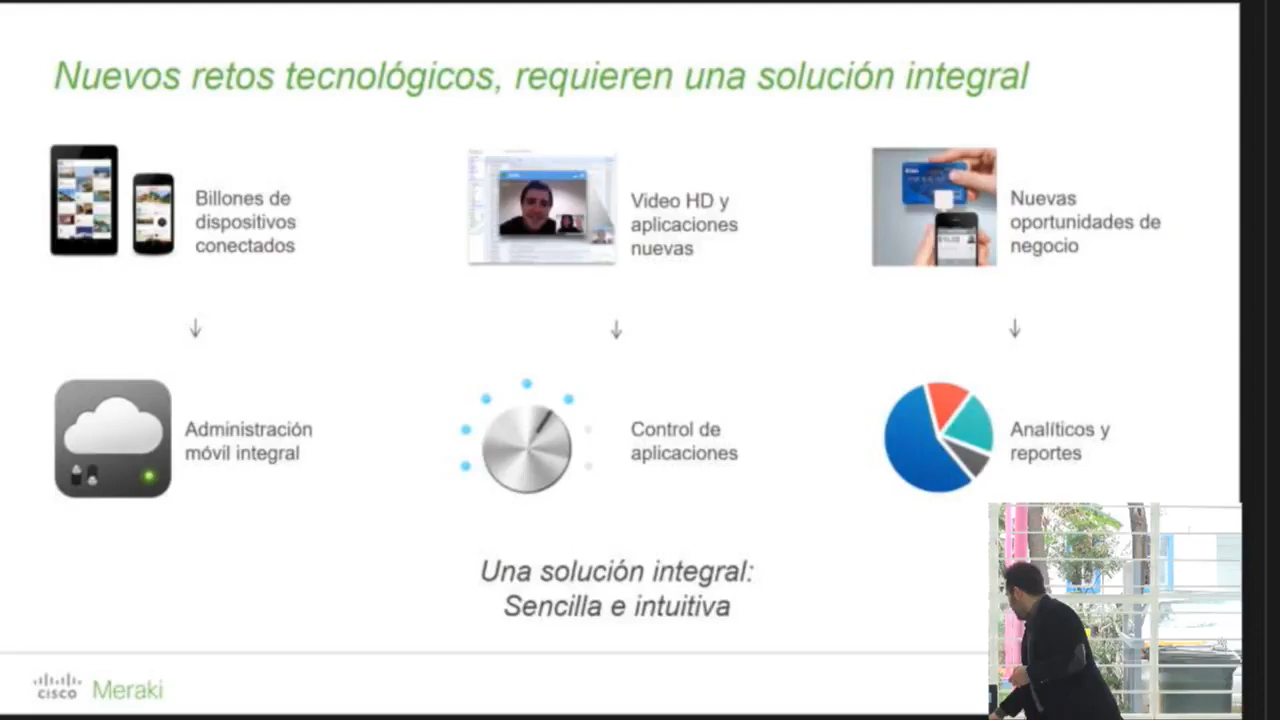 Nuevos retos tecnológicos, requieren una solución integral
Billones de
dispositivos
conectados
Video HD y
aplicaciones
nuevas
Nuevas
oportunidades de
negocio
Administración
móvil integral
Control de
aplicaciones
Analíticos y
reportes
Una solución integral:
Sencilla e intuitiva
CISCO Meraki